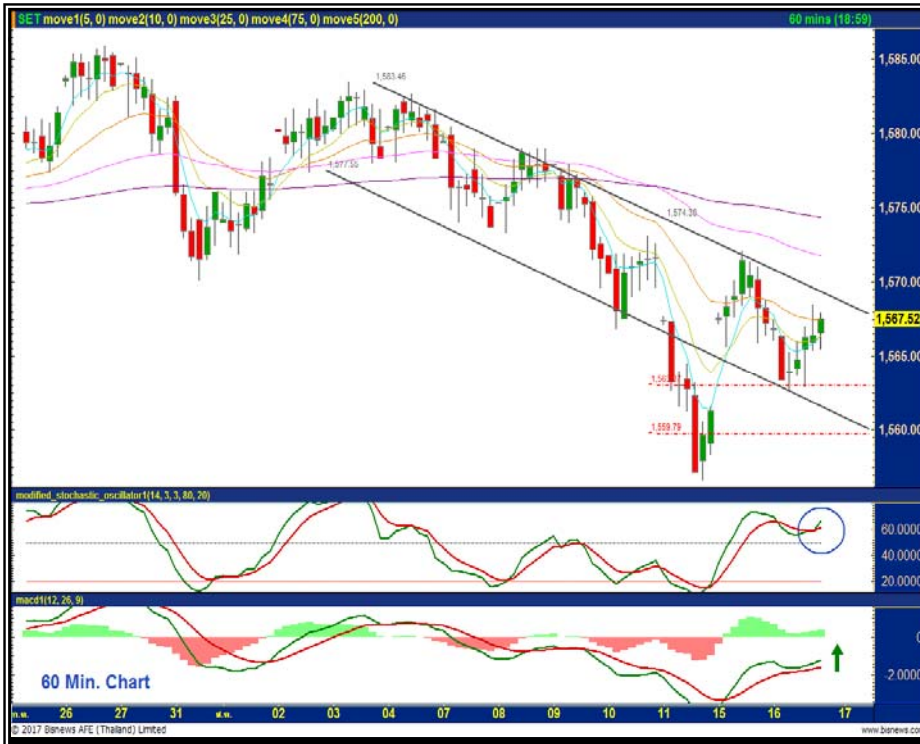 SET move1(5, 0) move2(10, 0) move3(25, 0) move4(75, 0) move5(200, 0) 60 mins (18:59)
1,585.00
1,583.46
1,580.00
1,577.55
1,575.00
1,574.38
1,570.00
1,567.52
1,565.00
1,560.00
1,559.79
modified_stochastic_oscillator1(14, 3, 3, 80, 20)
60.0000
40.0000
20.0000
macd1(12, 26, 9)
0
-2.0000
60 Min. Chart
26 27 31 02 03 04 07 08 09 10 11 15 16 17
© 2017 Bisnews AFE (Thailand) Limited www.bisnews.com